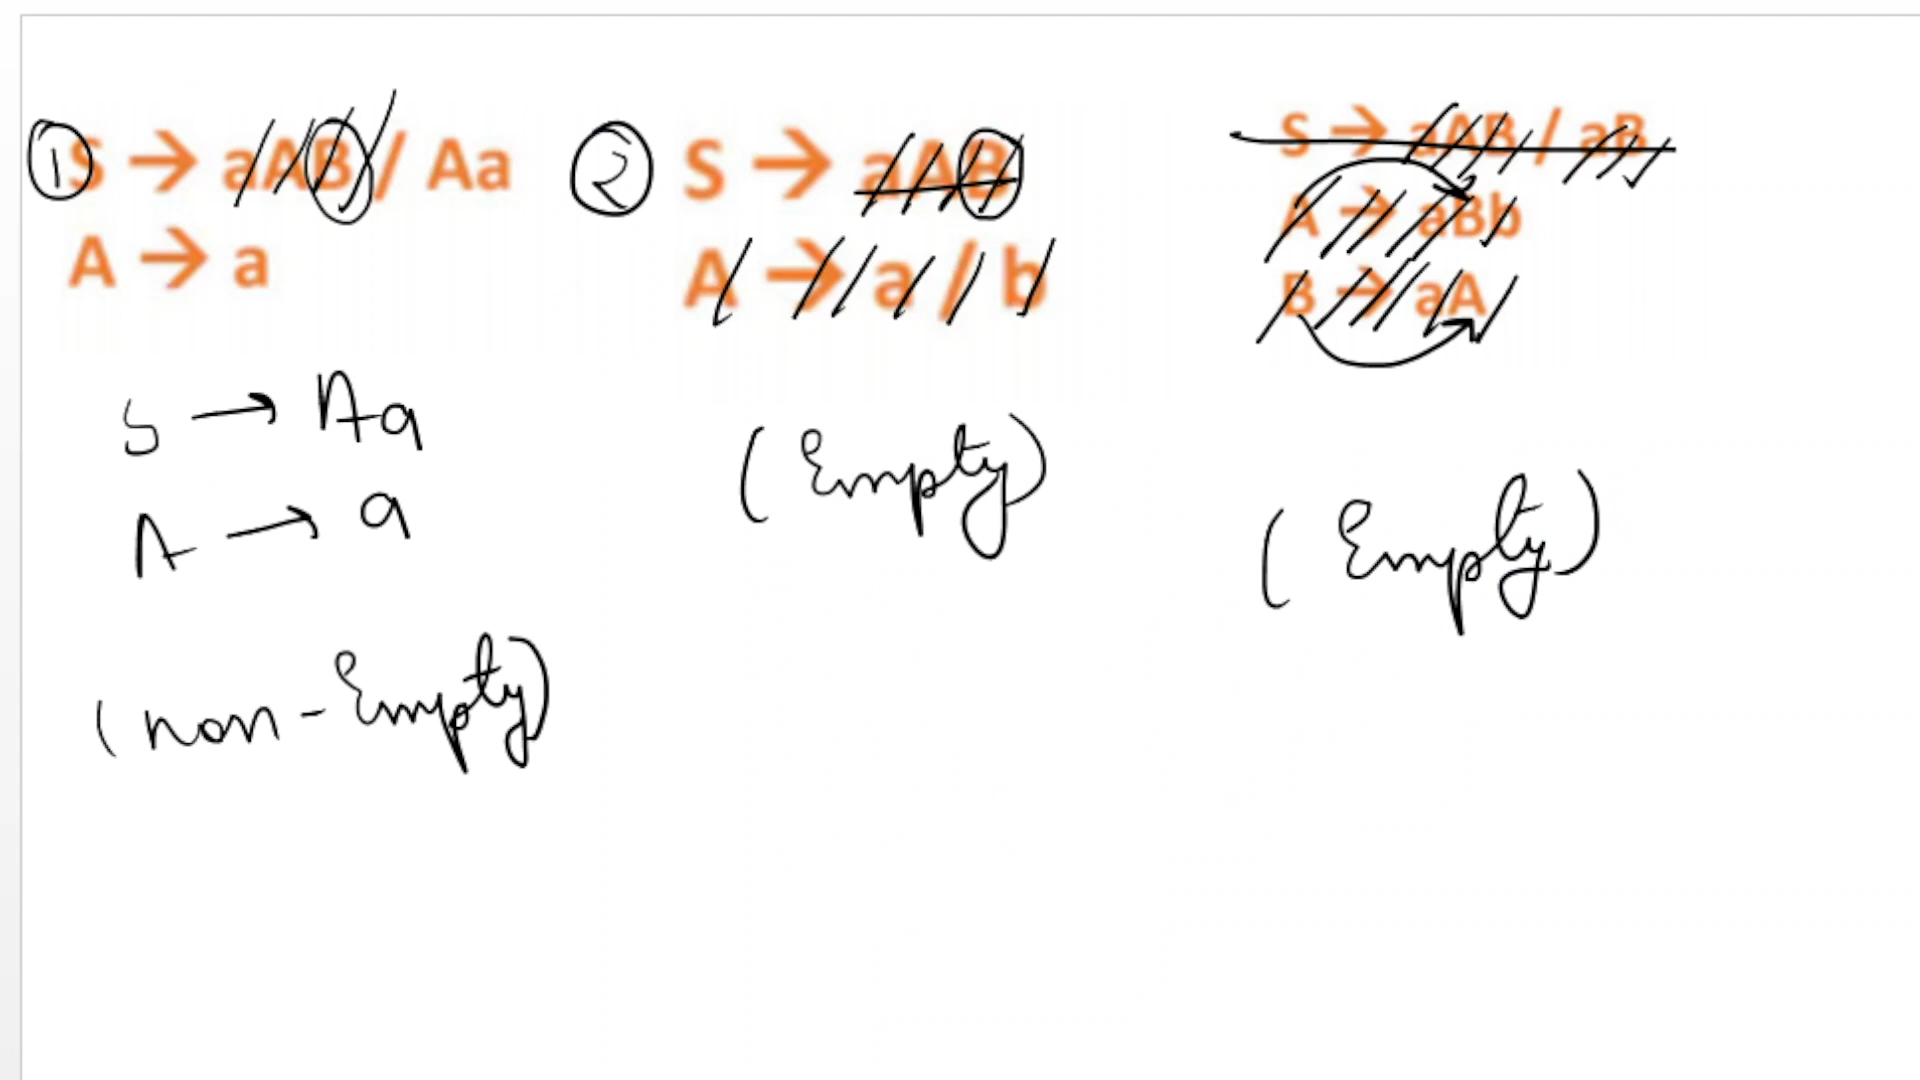 ① S → aAB / Aa
A → a
S → Aa
A → a
(non-Empty)
② S → aAB
A → a / b
(Empty)
S → aAB / aB
A → aBb
B → aA
(Empty)